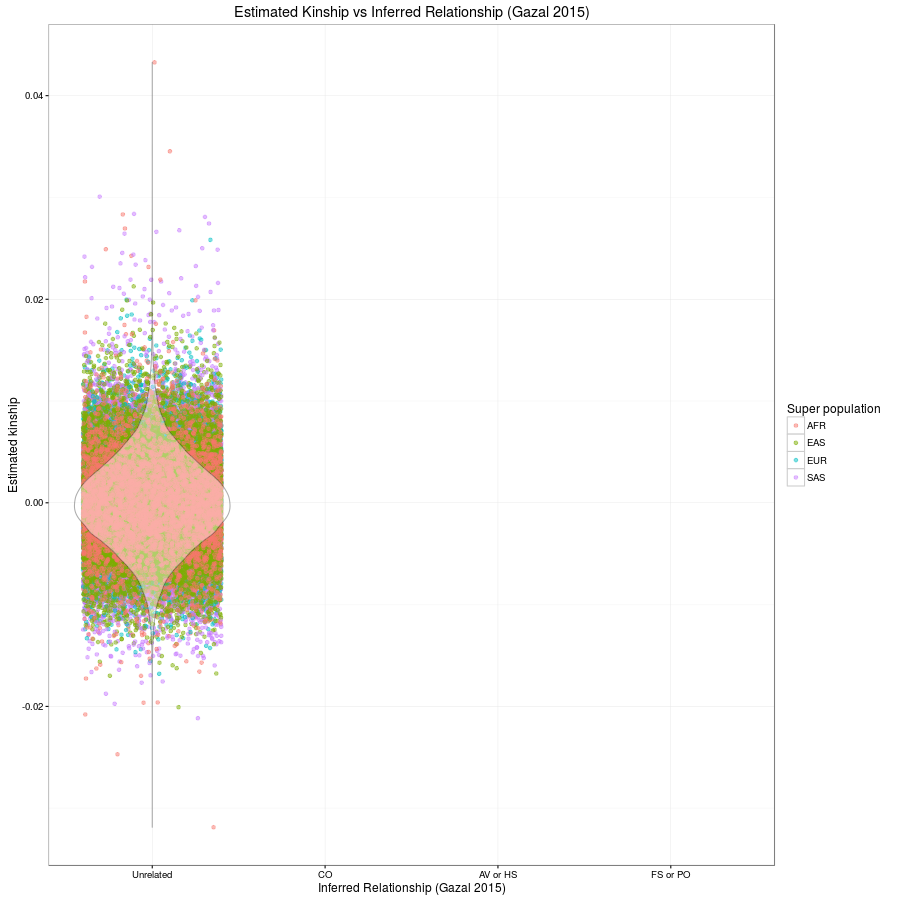 Estimated Kinship vs Inferred Relationship (Gazal 2015)
Estimated kinship
0.04
0.02
0.00
-0.02
Unrelated CO AV or HS FS or PO
Inferred Relationship (Gazal 2015)
Super population
AFR
EAS
EUR
SAS